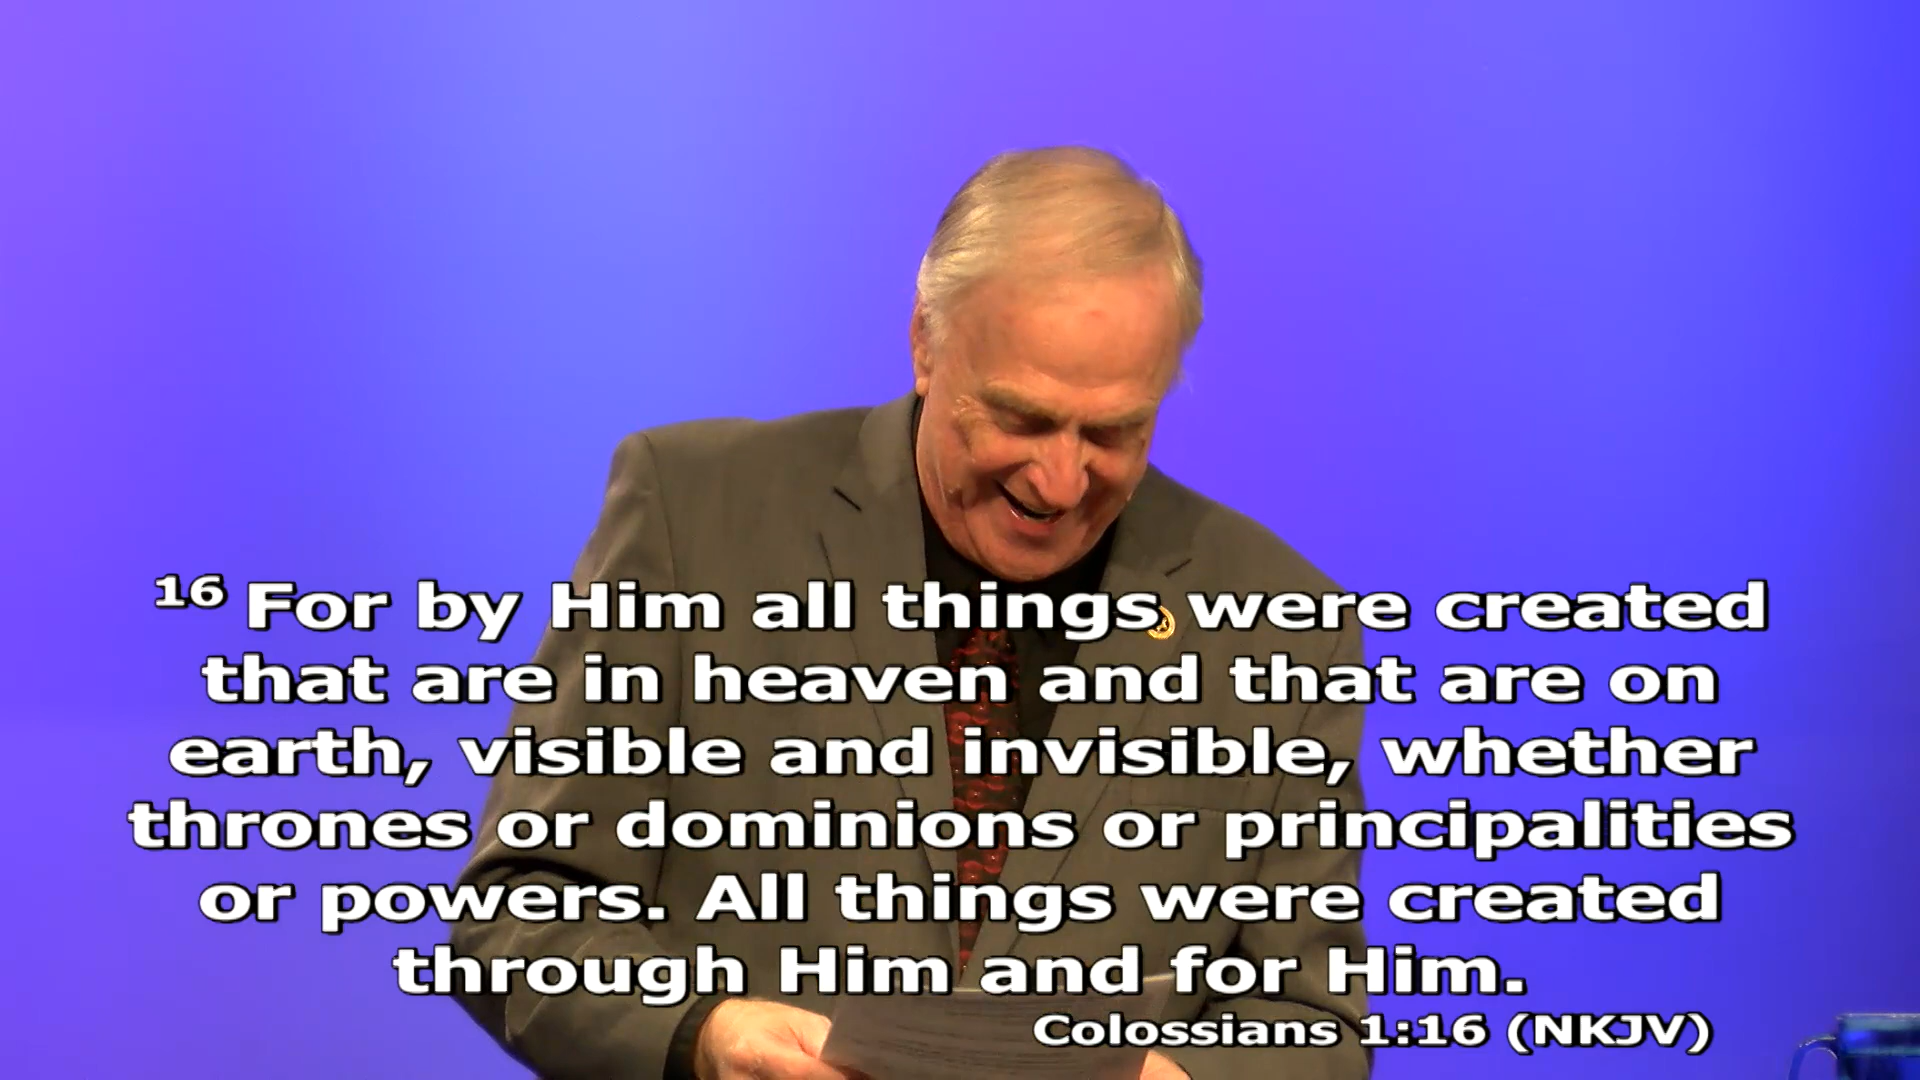 16 For by Him all things were created
that are in heaven and that are on
earth, visible and invisible, whether
thrones or dominions or principalities
or powers. All things were created
through Him and for Him.
Colossians 1:16 (NKJV)